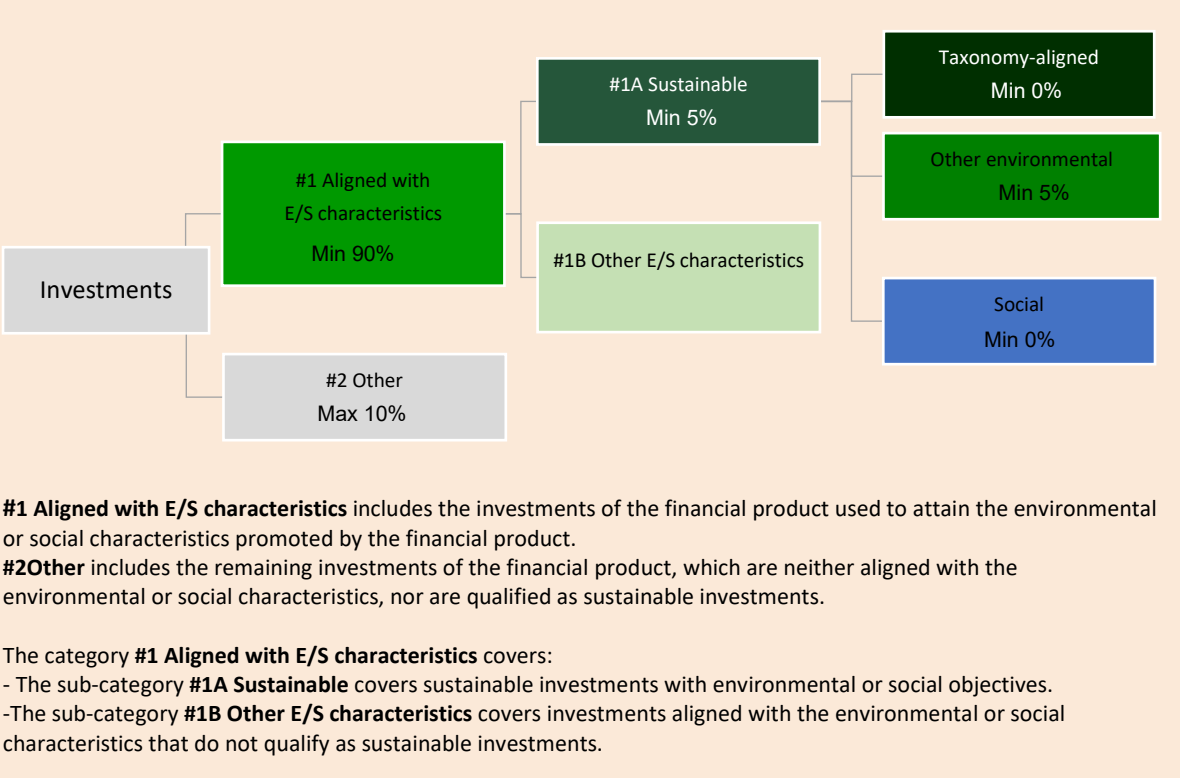 Investments
#1 Aligned with
E/S characteristics
Min 90%
#2 Other
Max 10%
#1A Sustainable
Min 5%
#1B Other E/S characteristics
Taxonomy-aligned
Min 0%
Other environmental
Min 5%
Social
Min 0%
#1 Aligned with E/S characteristics includes the investments of the financial product used to attain the environmental
or social characteristics promoted by the financial product.
#2Other includes the remaining investments of the financial product, which are neither aligned with the
environmental or social characteristics, nor are qualified as sustainable investments.
The category #1 Aligned with E/S characteristics covers:
- The sub-category #1A Sustainable covers sustainable investments with environmental or social objectives.
-The sub-category #1B Other E/S characteristics covers investments aligned with the environmental or social
characteristics that do not qualify as sustainable investments.